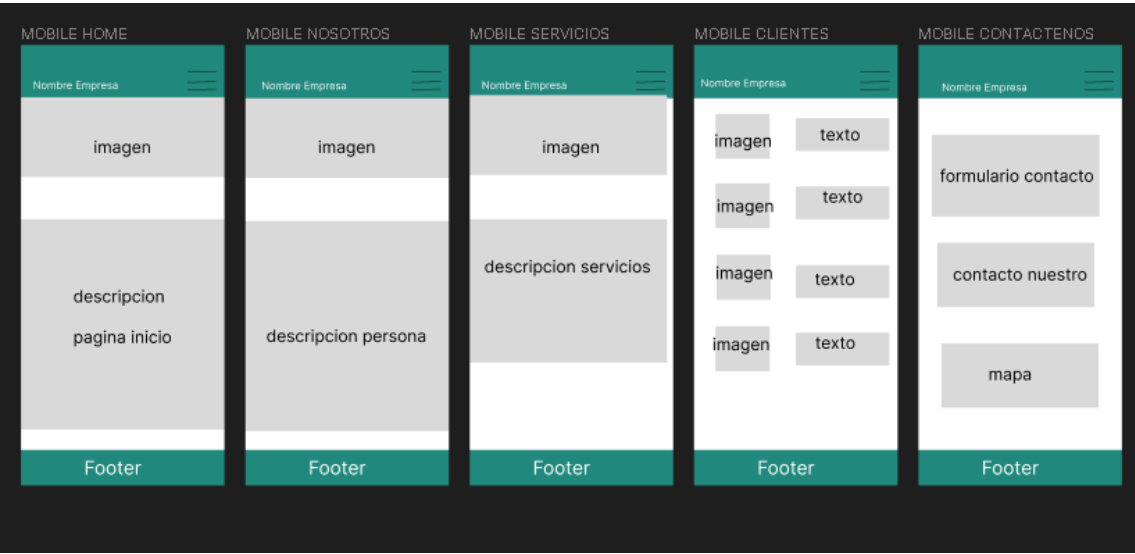 MOBILE HOME
Nombre Empresa
imagen
descripcion
pagina inicio
Footer
MOBILE NOSOTROS
Nombre Empresa
imagen
descripcion persona
Footer
MOBILE SERVICIOS
Nombre Empresa
imagen
descripcion servicios
Footer
MOBILE CLIENTES
Nombre Empresa
imagen
texto
imagen
texto
imagen
texto
imagen
texto
Footer
MOBILE CONTACTENOS
Nombre Empresa
formulario contacto
contacto nuestro
mapa
Footer